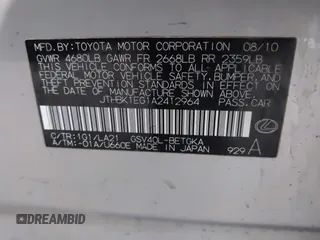 MFD.BY: TOYOTA MOTOR CORPORATION 08/10
GVWR 4680LB GAWR FR 2668LB RR 2359LB
THIS VEHICLE CONFORMS TO ALL APPLICABLE
FEDERAL MOTOR VEHICLE SAFETY, BUMPER, AND
THEFT PREVENTION STANDARDS IN EFFECT ON
THE DATE OF MANUFACTURE SHOWN ABOVE.
JTHBK1EG1A2412964 PASS. CAR
C/TR: 1G1/LA21 GSV40L-BETGKA
A/TM: -01A/U660E MADE IN JAPAN
929 A
DREAMBID